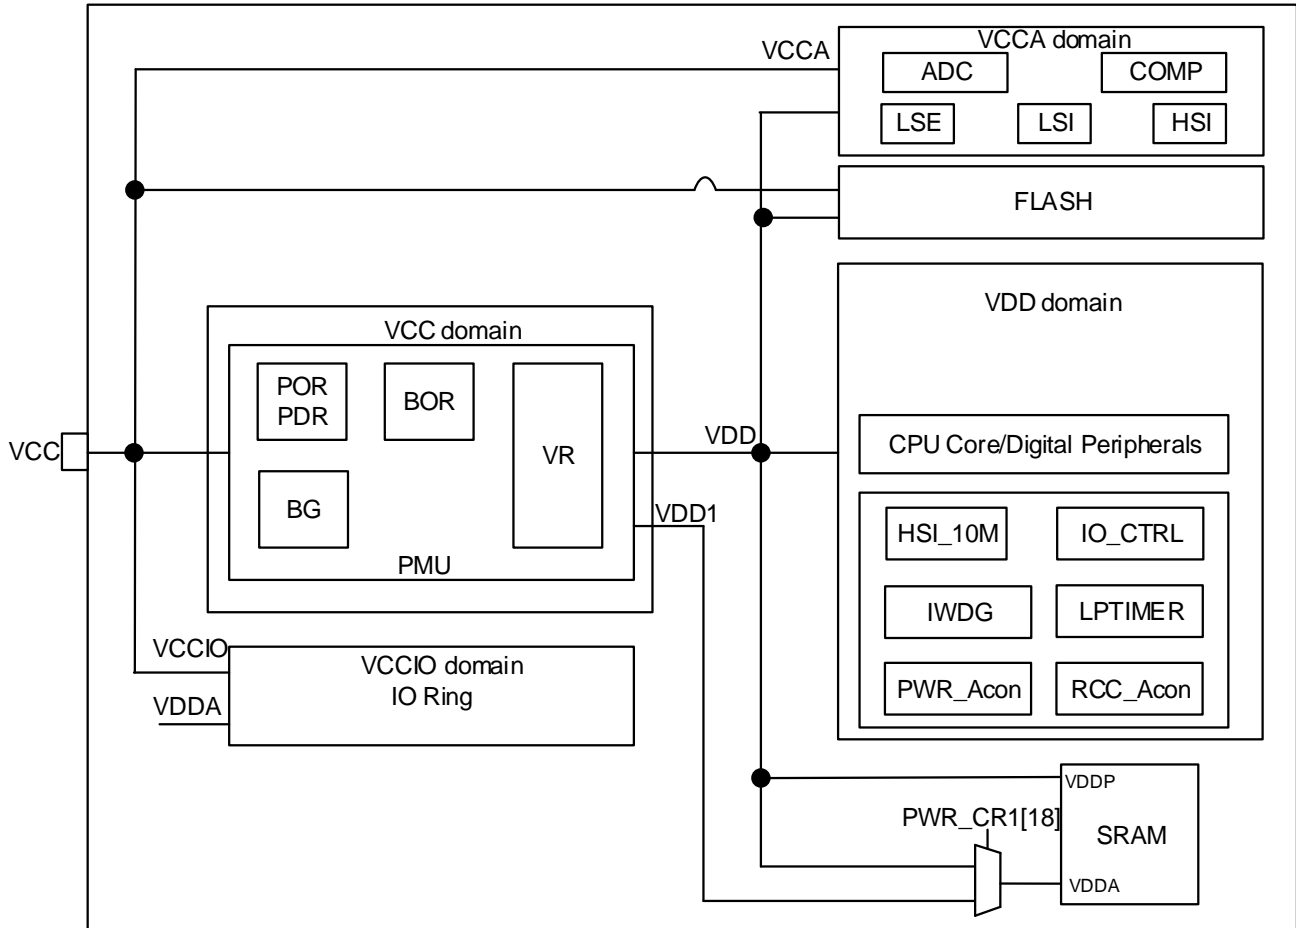 VCCA
VCCA domain
ADC
COMP
LSE
LSI
HSI
FLASH
VDD domain
VCC domain
POR
PDR
BOR
VR
BG
PMU
VCC
VDD
VDD1
CPU Core/Digital Peripherals
HSI_10M
IO_CTRL
IWDG
LPTIMER
PWR_Acon
RCC_Acon
VCCIO
VCCIO domain
IO Ring
VDDA
VDDP
PWR_CR1[18]
SRAM
VDDA